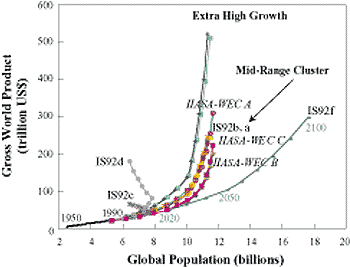 Extra High Growth
600
500
400
300
200
100
0
Gross World Product
(trillion US$)
IIASA-WEC A
Mid-Range Cluster
IS92b, a
IS92f
2100
IIASA-WEC C
IIASA-WEC B
IS92d
IS92c
1950
1990
2020
2050
2 4 6 8 10 12 14 16 18 20
Global Population (billions)